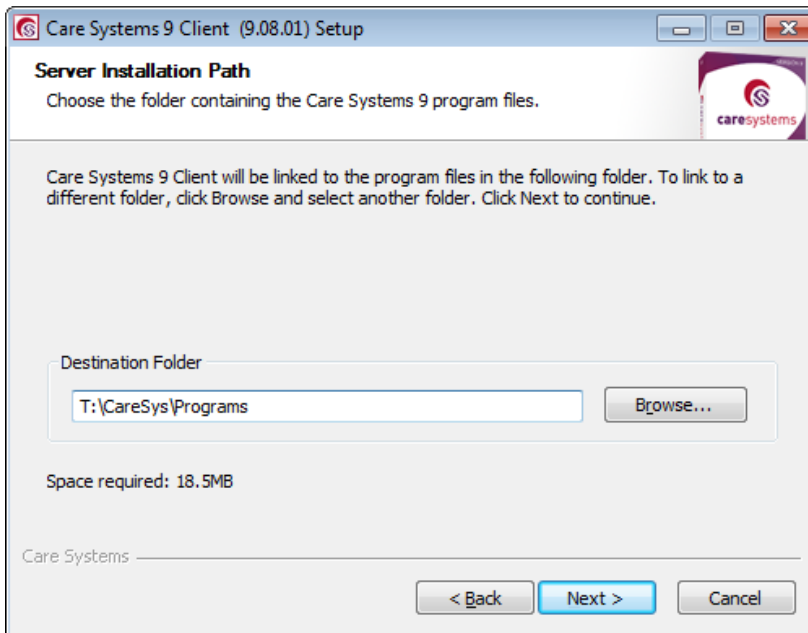 Care Systems 9 Client (9.08.01) Setup
Server Installation Path
Choose the folder containing the Care Systems 9 program files.
caresystems
Care Systems 9 Client will be linked to the program files in the following folder. To link to a
different folder, click Browse and select another folder. Click Next to continue.
Destination Folder
T:\CareSys\Programs
Browse...
Space required: 18.5MB
Care Systems
< Back
Next >
Cancel